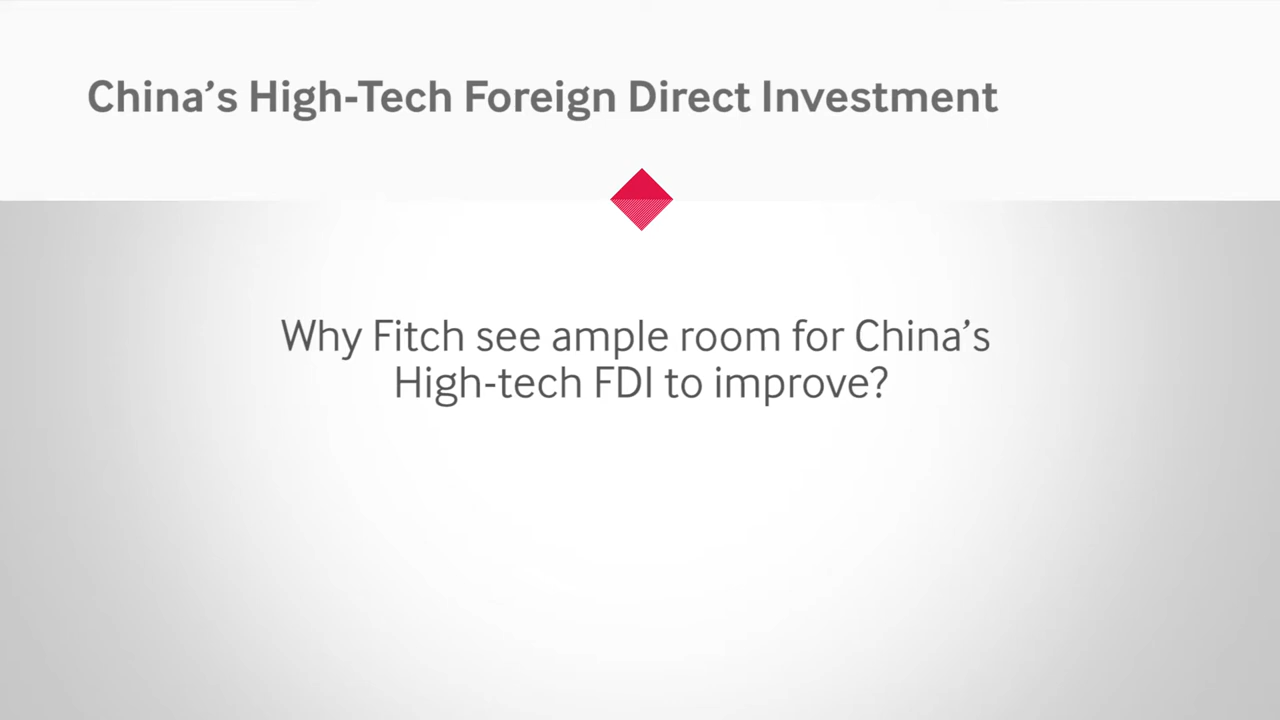 China’s High-Tech Foreign Direct Investment
Why Fitch see ample room for China’s
High-tech FDI to improve?